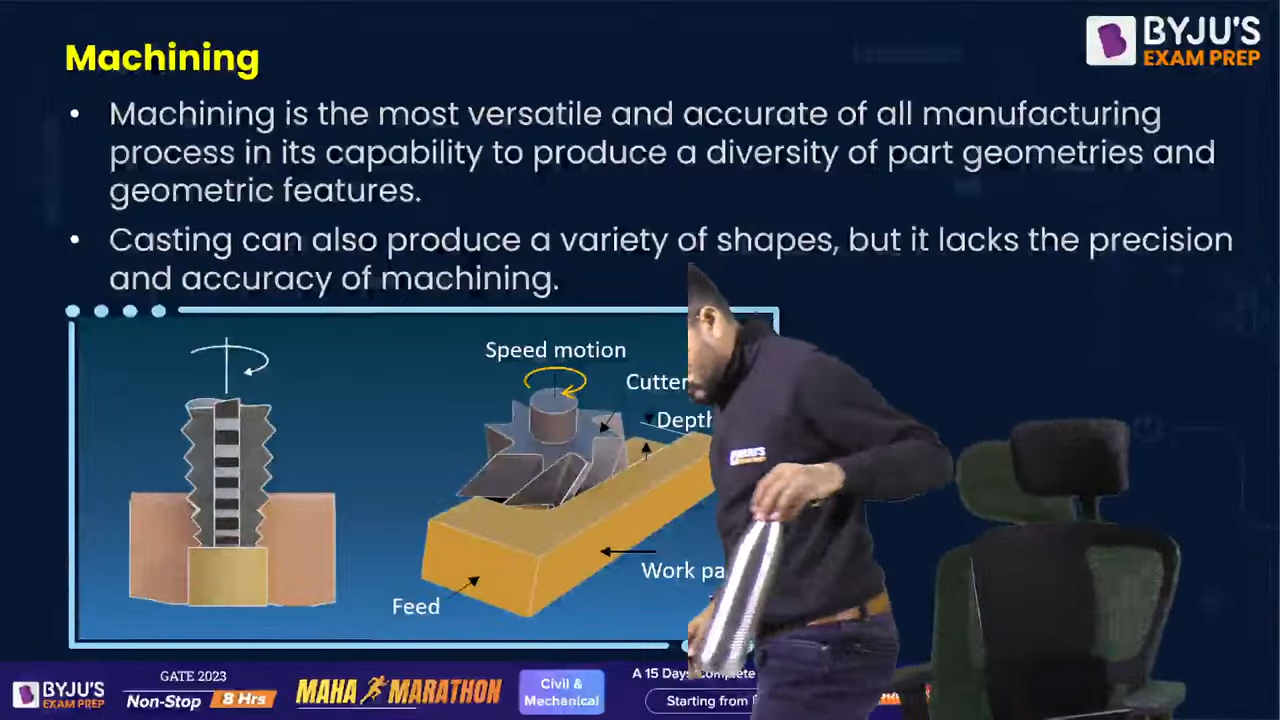 Machining
BYJU'S
EXAM PREP
• Machining is the most versatile and accurate of all manufacturing
process in its capability to produce a diversity of part geometries and
geometric features.
• Casting can also produce a variety of shapes, but it lacks the precision
and accuracy of machining.
Speed motion
Cutter
Depth
Work pa
Feed
BYJU'S
BYJU'S
EXAM PREP
GATE 2023
Non-Stop 8 Hrs
MAHA MARATHON
Civil &
Mechanical
A 15 Days Complete
Starting from